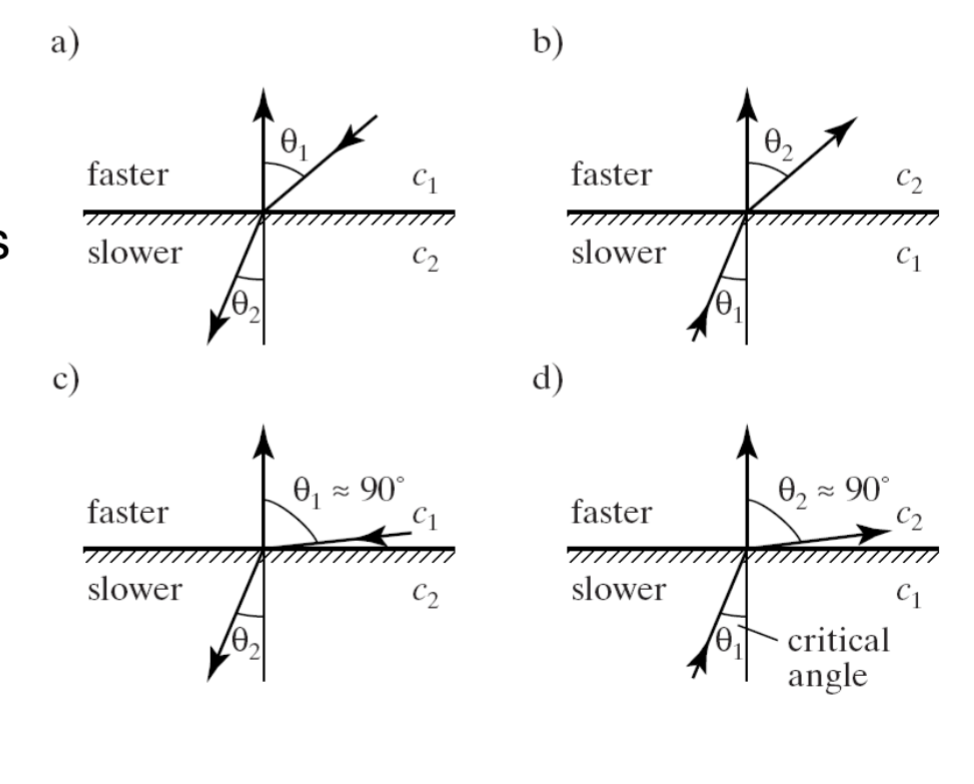 a)
θ₁
faster
c₁
s
slower
c₂
θ₂
b)
θ₂
faster
c₂
slower
c₁
θ₁
c)
θ₁ ≈ 90°
faster
c₁
slower
c₂
θ₂
d)
θ₂ ≈ 90°
faster
c₂
slower
c₁
θ₁
critical
angle